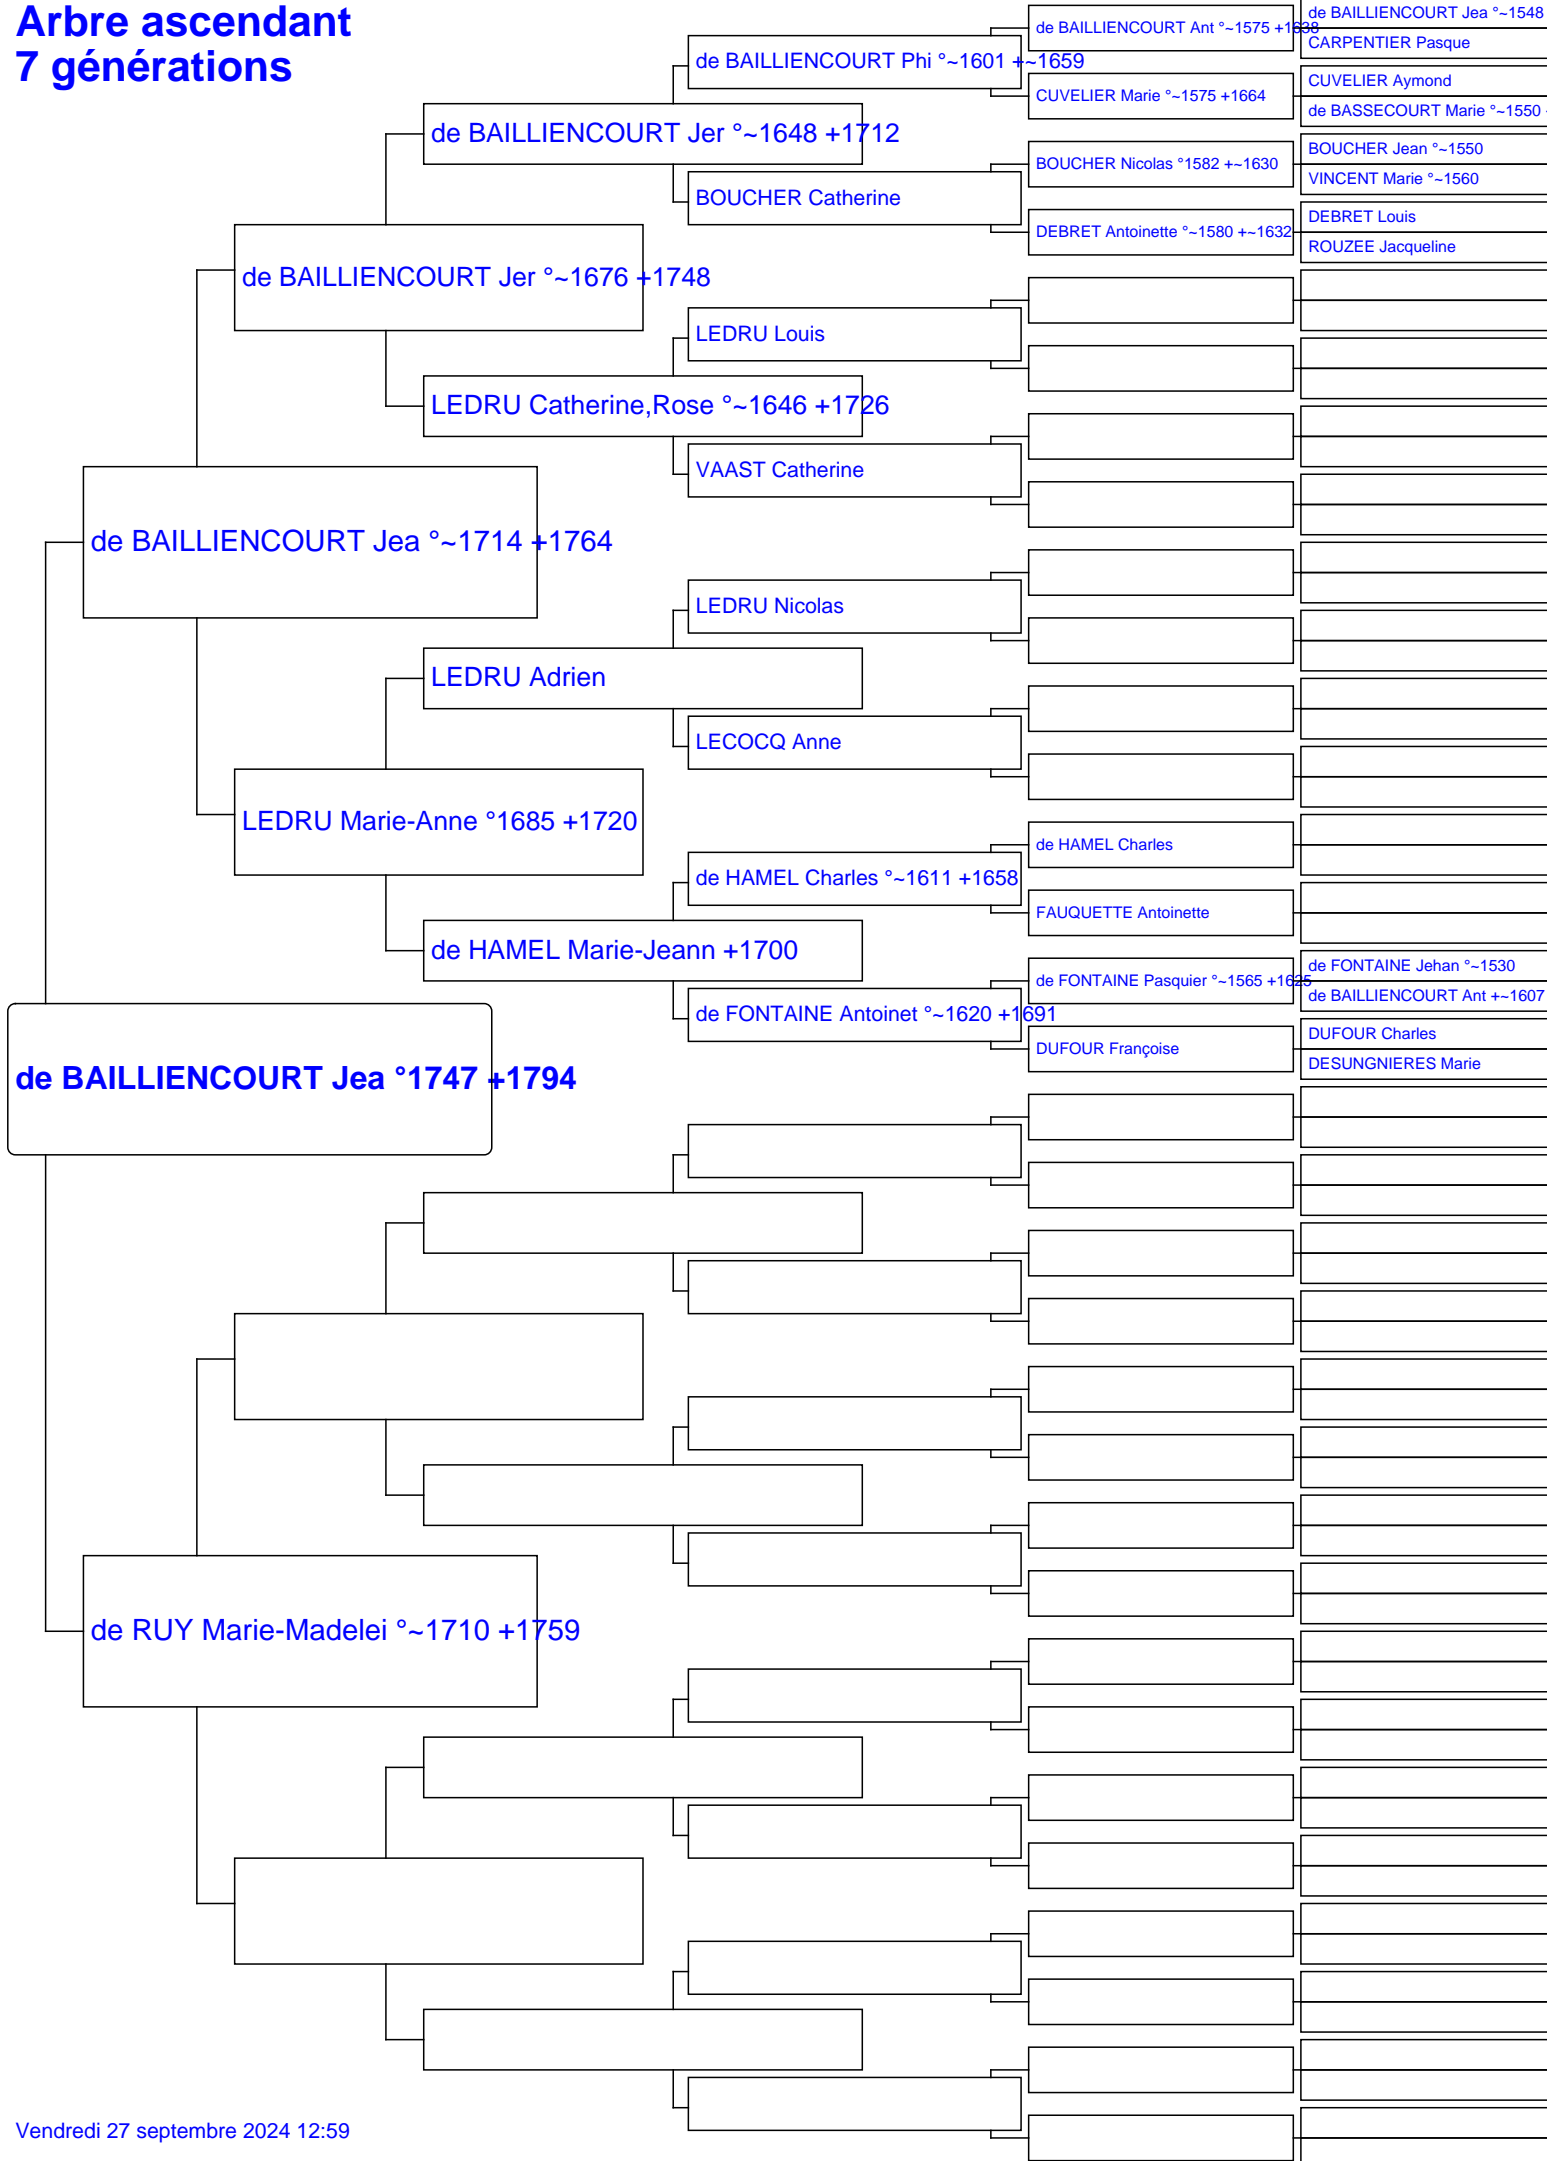 Arbre ascendant
7 générations
de BAILLIENCOURT Jea °~1548
de BAILLIENCOURT Ant °~1575 +1638
CARPENTIER Pasque
de BAILLIENCOURT Phi °~1601 +~1659
CUVELIER Aymond
CUVELIER Marie °~1575 +1664
de BASSECOURT Marie °~1550
de BAILLIENCOURT Jer °~1648 +1712
BOUCHER Jean °~1550
BOUCHER Nicolas °1582 +~1630
VINCENT Marie °~1560
BOUCHER Catherine
DEBRET Louis
DEBRET Antoinette °~1580 +~1632
ROUZEE Jacqueline
de BAILLIENCOURT Jer °~1676 +1748
LEDRU Louis
LEDRU Catherine,Rose °~1646 +1726
VAAST Catherine
de BAILLIENCOURT Jea °~1714 +1764
LEDRU Nicolas
LEDRU Adrien
LECOCQ Anne
LEDRU Marie-Anne °1685 +1720
de HAMEL Charles
de HAMEL Charles °~1611 +1658
FAUQUETTE Antoinette
de HAMEL Marie-Jeann +1700
de FONTAINE Jehan °~1530
de FONTAINE Pasquier °~1565 +1625
de BAILLIENCOURT Ant +~1607
de FONTAINE Antoinet °~1620 +1691
DUFOUR Charles
DUFOUR Françoise
DESUNGNIERES Marie
de BAILLIENCOURT Jea °1747 +1794
de RUY Marie-Madelei °~1710 +1759
Vendredi 27 septembre 2024 12:59